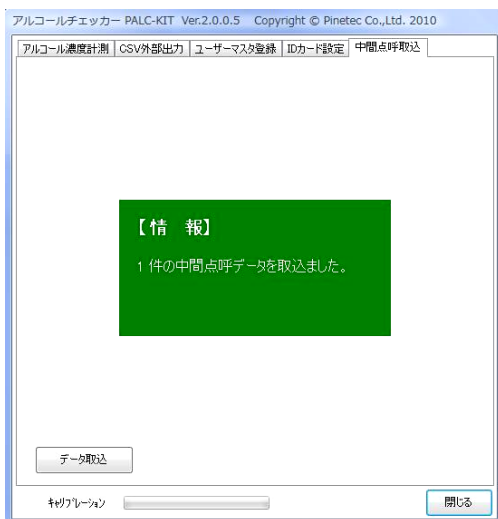 アルコールチェッカー PALC-KIT Ver.2.0.0.5 Copyright © Pinetec Co.,Ltd. 2010
アルコール濃度計測 CSV外部出力 ユーザーマスタ登録 IDカード設定 中間点呼取込
【情 報】
1 件の中間点呼データを取込ました。
データ取込
ｷｬﾘﾌﾞﾚｰｼｮﾝ 閉じる